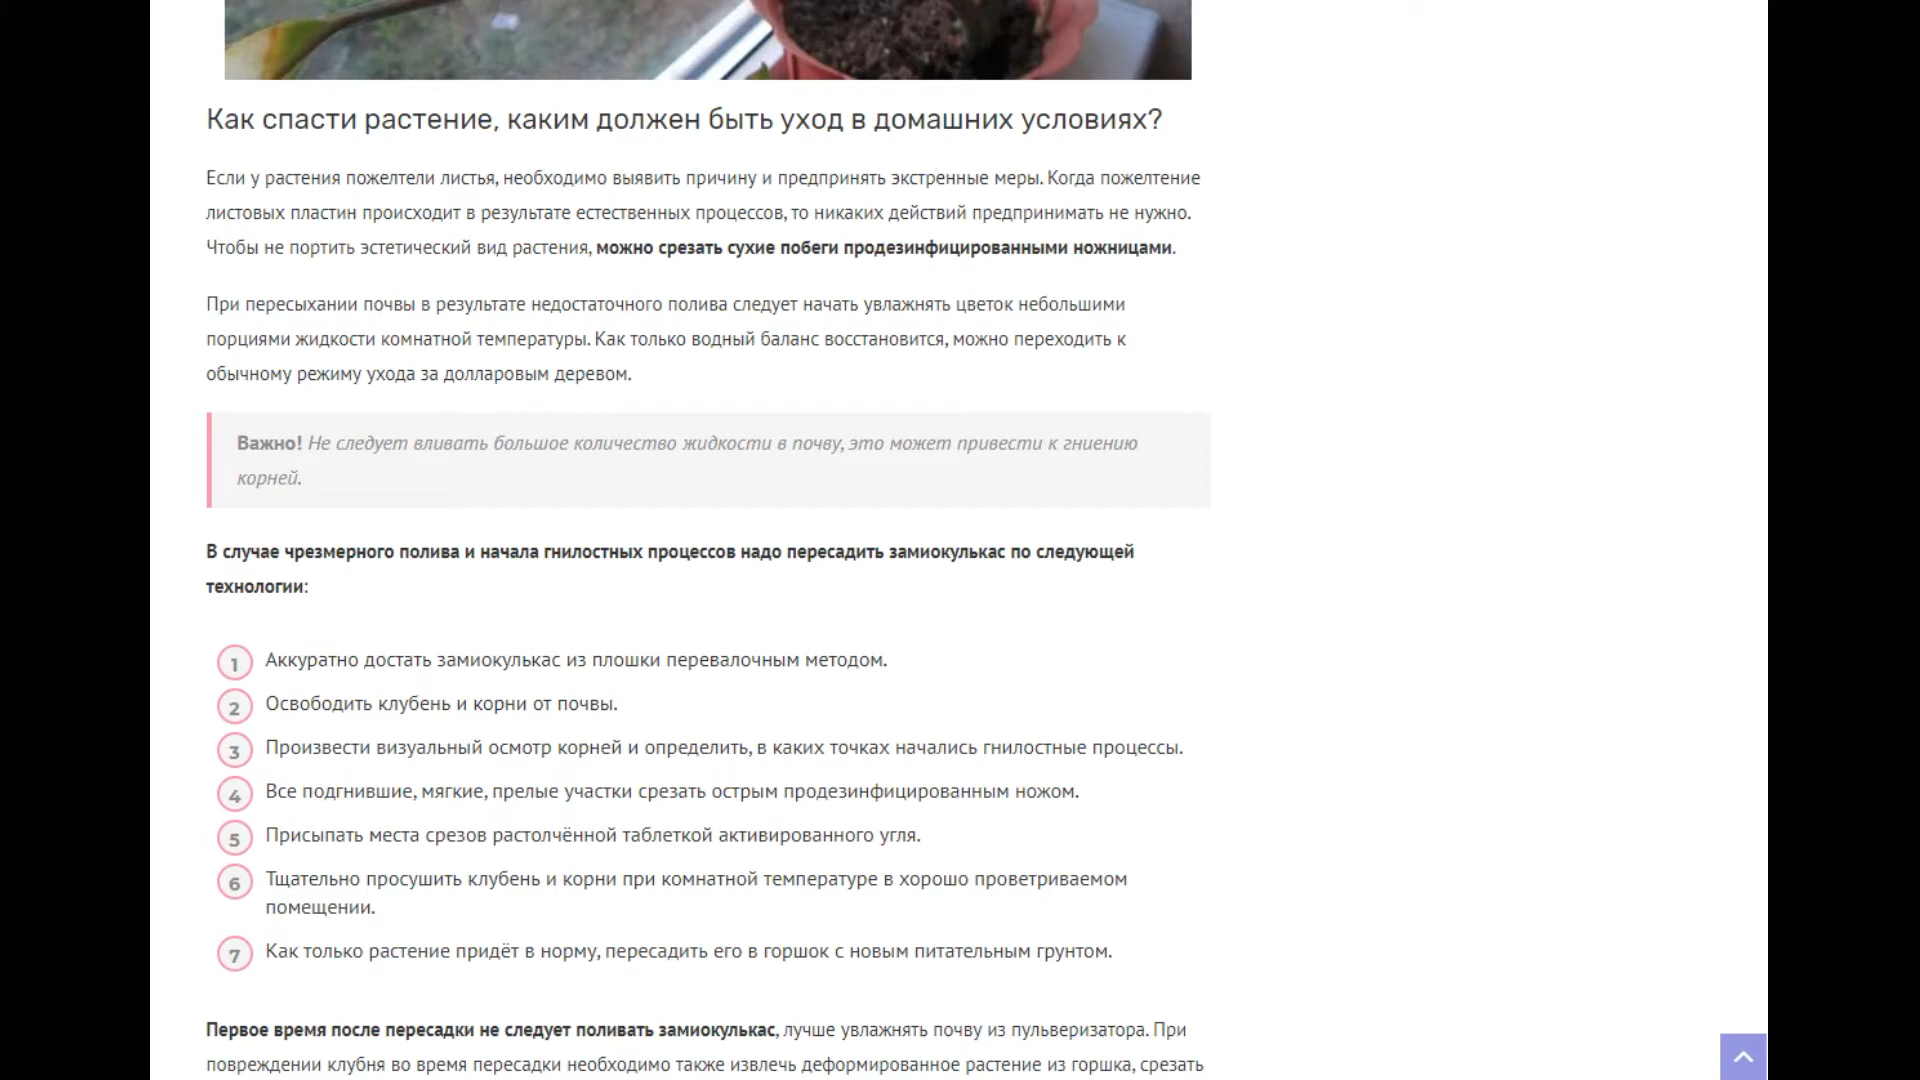 Как спасти растение, каким должен быть уход в домашних условиях?
Если у растения пожелтели листья, необходимо выявить причину и предпринять экстренные меры. Когда пожелтение
листовых пластин происходит в результате естественных процессов, то никаких действий предпринимать не нужно.
Чтобы не портить эстетический вид растения, можно срезать сухие побеги продезинфицированными ножницами.
При пересыхании почвы в результате недостаточного полива следует начать увлажнять цветок небольшими
порциями жидкости комнатной температуры. Как только водный баланс восстановится, можно переходить к
обычному режиму ухода за долларовым деревом.
Важно! Не следует вливать большое количество жидкости в почву, это может привести к гниению
корней.
В случае чрезмерного полива и начала гнилостных процессов надо пересадить замиокулькас по следующей
технологии:
1 Аккуратно достать замиокулькас из плошки перевалочным методом.
2 Освободить клубень и корни от почвы.
3 Произвести визуальный осмотр корней и определить, в каких точках начались гнилостные процессы.
4 Все подгнившие, мягкие, прелые участки срезать острым продезинфицированным ножом.
5 Присыпать места срезов растолчённой таблеткой активированного угля.
6 Тщательно просушить клубень и корни при комнатной температуре в хорошо проветриваемом
помещении.
7 Как только растение придёт в норму, пересадить его в горшок с новым питательным грунтом.
Первое время после пересадки не следует поливать замиокулькас, лучше увлажнять почву из пульверизатора. При
повреждении клубня во время пересадки необходимо также извлечь деформированное растение из горшка, срезать